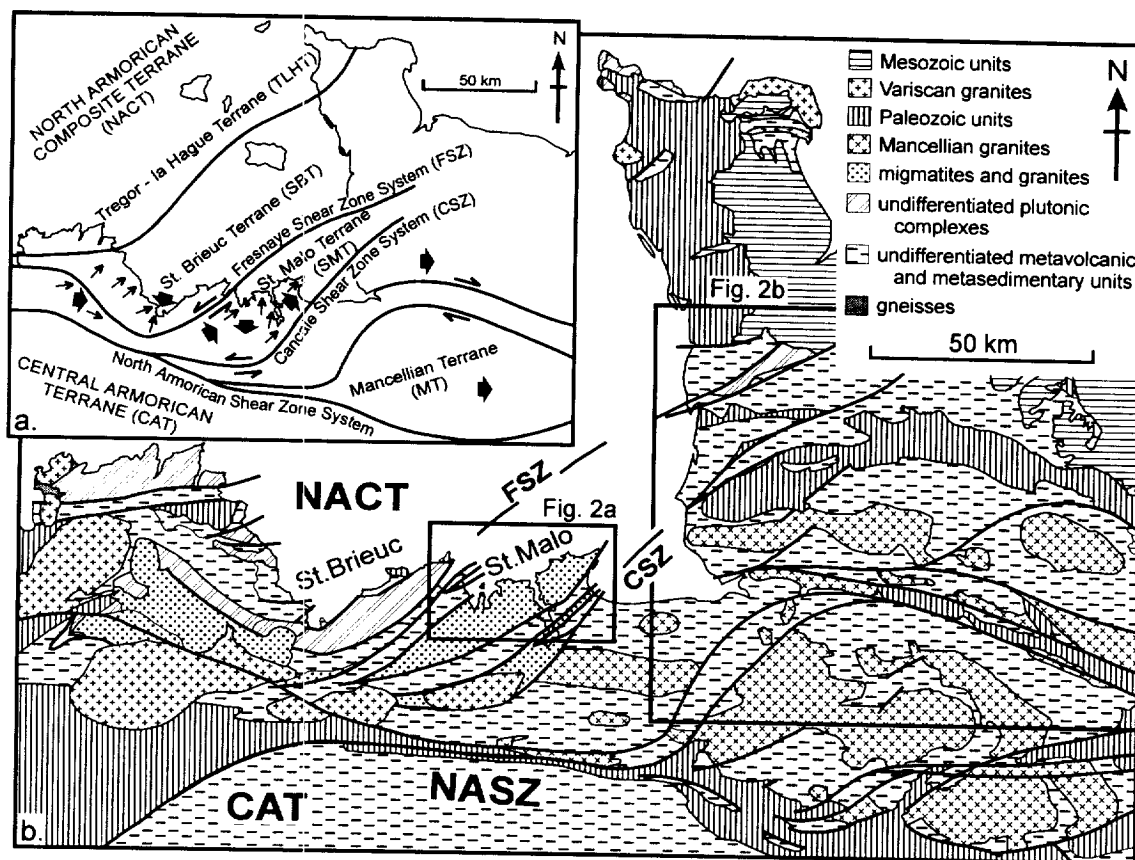 NORTH ARMORICAN
COMPOSITE TERRANE
(NACT)
Tregor - la Hague Terrane (TLHT)
N
50 km
St. Brieuc Terrane (SBT)
Fresnaye Shear Zone System (FSZ)
St. Malo Terrane
(SMT)
Cancale Shear Zone System (CSZ)
North Armorican Shear Zone System
Mancellian Terrane
(MT)
CENTRAL ARMORICAN
TERRANE (CAT)
a.
Mesozoic units
Variscan granites
Paleozoic units
Mancellian granites
migmatites and granites
undifferentiated plutonic
complexes
undifferentiated metavolcanic
and metasedimentary units
gneisses
N
50 km
Fig. 2b
NACT
FSZ
Fig. 2a
St.Brieuc
St.Malo
CSZ
CAT
NASZ
b.